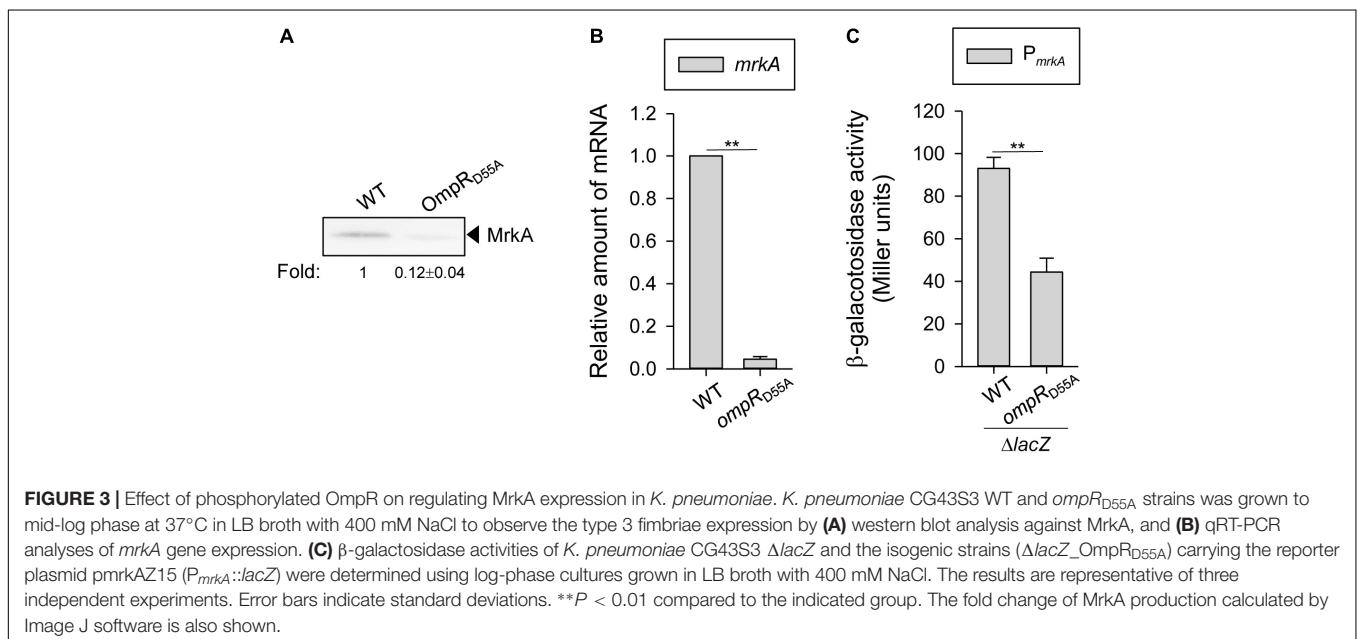 A
WT
OmpR_D55A
MrkA
Fold: 1 0.12±0.04
B
mrkA
Relative amount of mRNA
1.2
1.0
0.8
0.6
0.4
0.2
0.0
**
WT
ompR_D55A
C
P_mrkA
β-galacotosidase activity
(Miller units)
120
100
80
60
40
20
0
**
WT
ompR_D55A
ΔlacZ
FIGURE 3 | Effect of phosphorylated OmpR on regulating MrkA expression in K. pneumoniae. K. pneumoniae CG43S3 WT and ompR_D55A strains was grown to
mid-log phase at 37°C in LB broth with 400 mM NaCl to observe the type 3 fimbriae expression by (A) western blot analysis against MrkA, and (B) qRT-PCR
analyses of mrkA gene expression. (C) β-galactosidase activities of K. pneumoniae CG43S3 ΔlacZ and the isogenic strains (ΔlacZ_OmpR_D55A) carrying the reporter
plasmid pmrkAZ15 (P_mrkA::lacZ) were determined using log-phase cultures grown in LB broth with 400 mM NaCl. The results are representative of three
independent experiments. Error bars indicate standard deviations. **P < 0.01 compared to the indicated group. The fold change of MrkA production calculated by
Image J software is also shown.